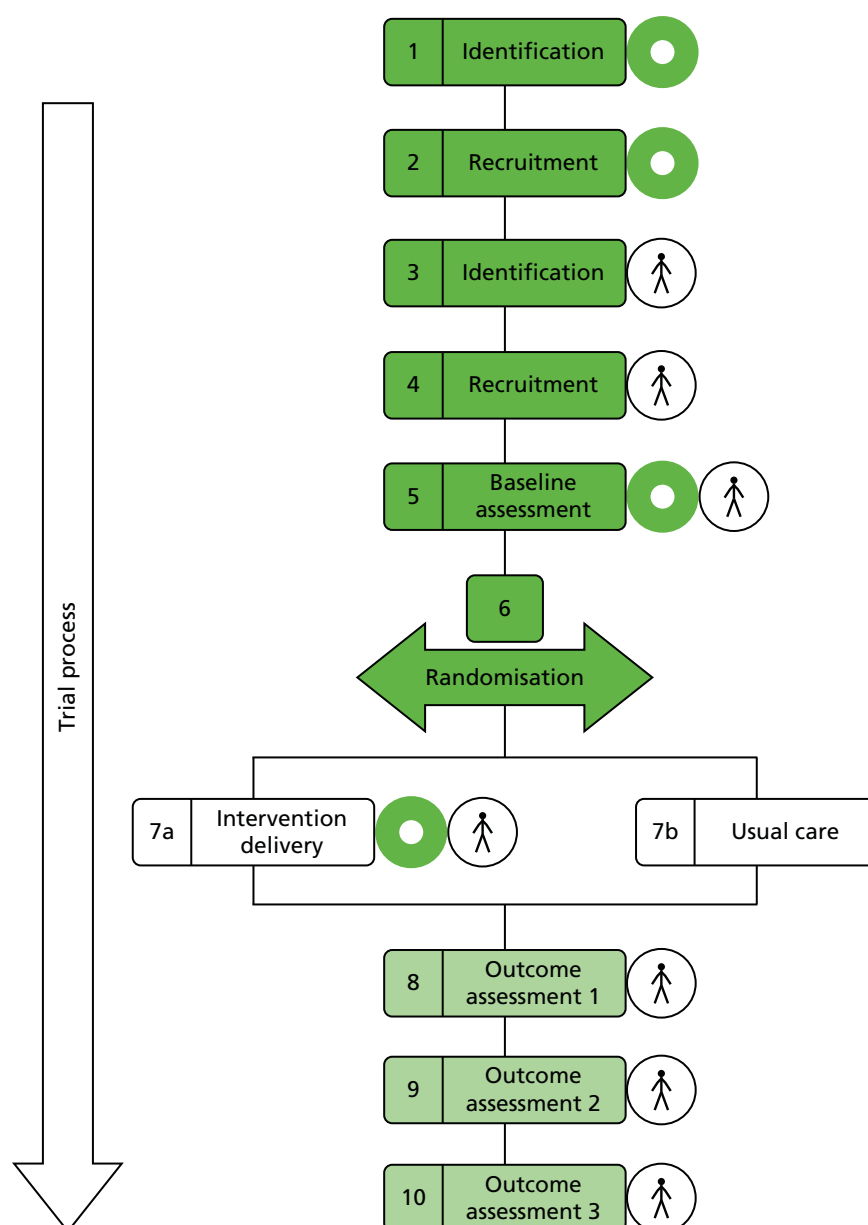 1 Identification
2 Recruitment
3 Identification
4 Recruitment
5 Baseline
assessment
6
Randomisation
Trial process
7a Intervention
delivery
7b Usual care
8 Outcome
assessment 1
9 Outcome
assessment 2
10 Outcome
assessment 3